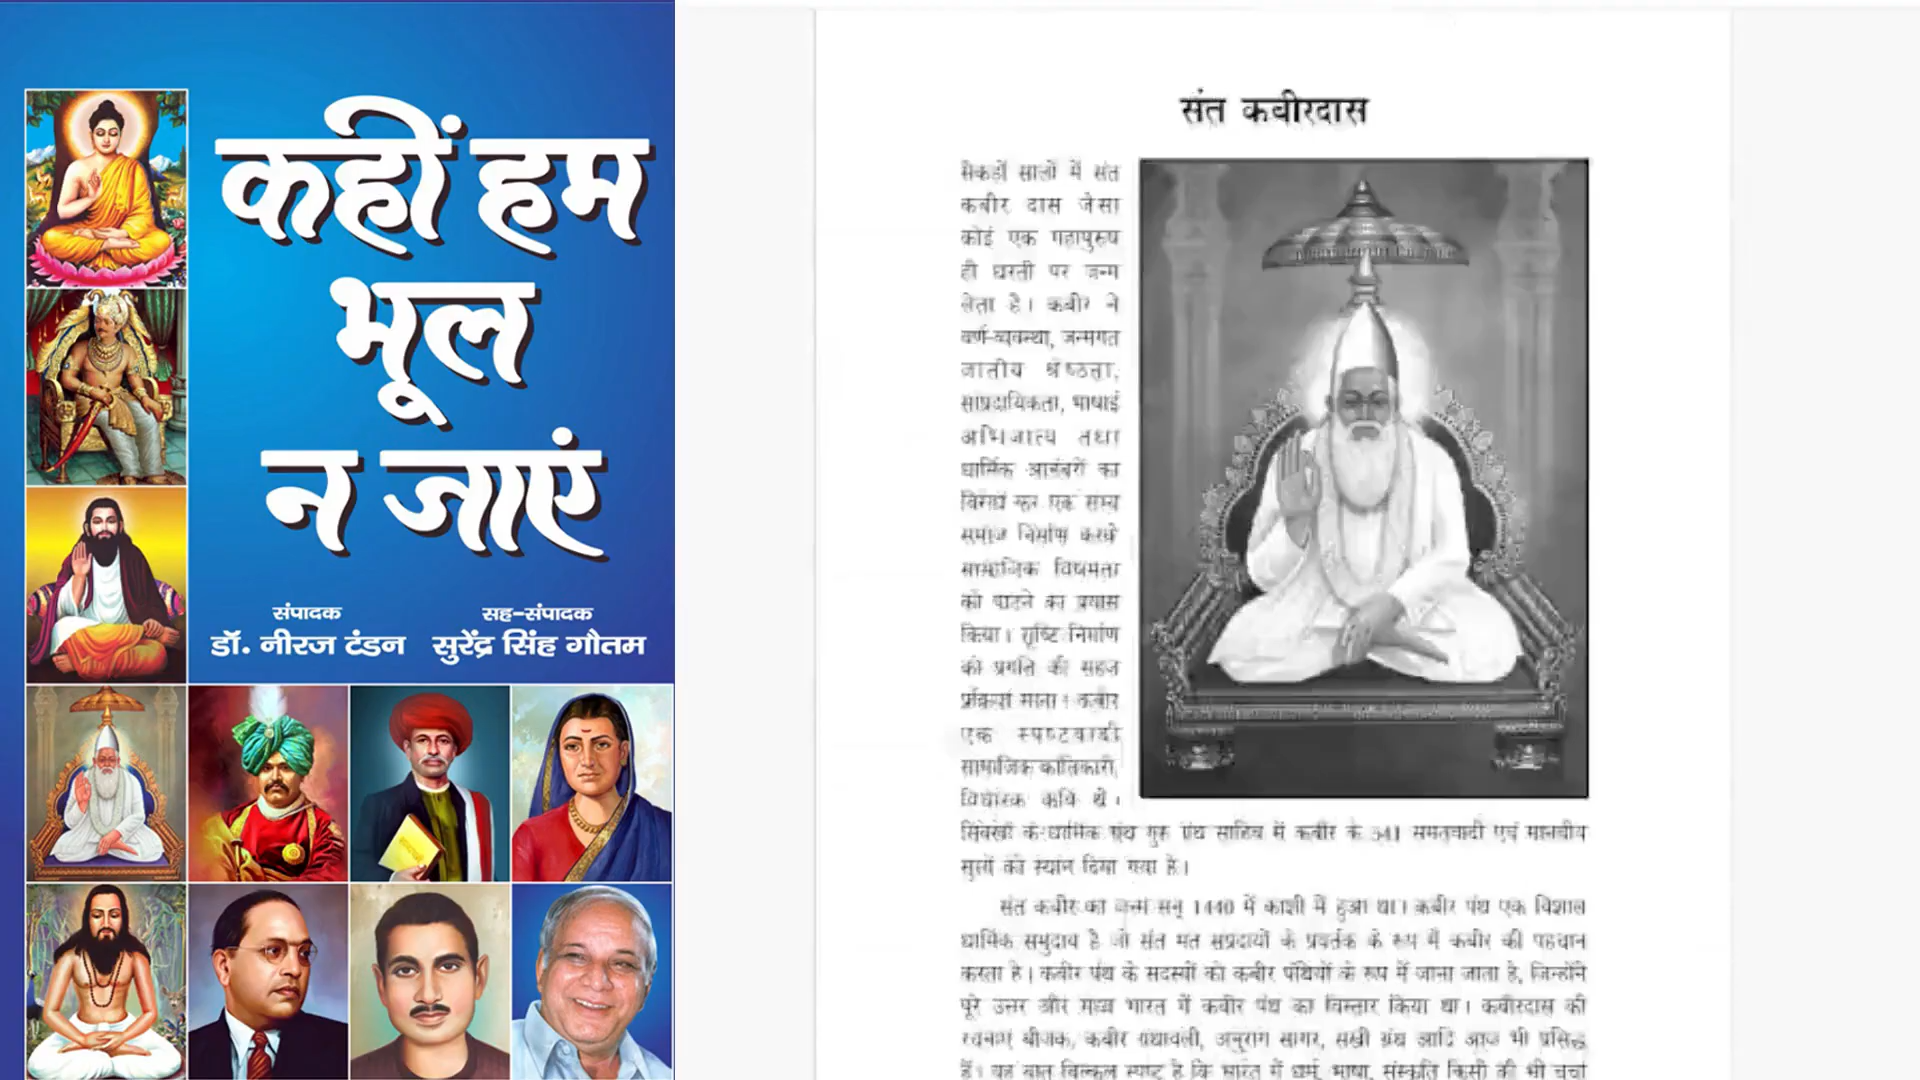 कहीं हम
भूल
न जाएं
संपादक
डॉ. नीरज टंडन
सह-संपादक
सुरेंद्र सिंह गौतम
संत कबीरदास
सैकड़ों सालों में संत
कबीर दास जैसा
कोई एक महापुरुष
ही धरती पर जन्म
लेता है। कबीर ने
वर्ण-व्यवस्था, जन्मगत
जातीय श्रेष्ठता,
सांप्रदायिकता, भाषाई
अभिजात्य तथा
धार्मिक आडंबरों का
विरोध कर एक सभ्य
समाज निर्माण करके
सामाजिक विषमता
को पाटने का प्रयास
किया। सृष्टि निर्माण
को प्रगति की सहज
प्रक्रिया माना। कबीर
एक स्पष्टवादी
सामाजिक क्रांतिकारी,
विचारक कवि थे।
के धार्मिक ग्रंथ गुरु ग्रंथ साहिब में कबीर के 541 समतावादी एवं मानवीय
मूल्यों को स्थान दिया गया है।
संत कबीर का जन्म सन् 1440 में काशी में हुआ था। कबीर पंथ एक विशाल
धार्मिक समुदाय है जो संत मत संप्रदायों के प्रवर्तक के रूप में कबीर की पहचान
करता है। कबीर पंथ के सदस्यों को कबीर पंथियों के रूप में जाना जाता है, जिन्होंने
पूरे उत्तर और मध्य भारत में कबीर पंथ का विस्तार किया था। कबीरदास की
रचनाएं बीजक, कबीर ग्रंथावली, अनुराग सागर, सखी ग्रंथ आदि आज भी प्रसिद्ध
हैं। यह बात बिल्कुल स्पष्ट है कि भारत में धर्म, भाषा, संस्कृति किसी की भी चर्चा